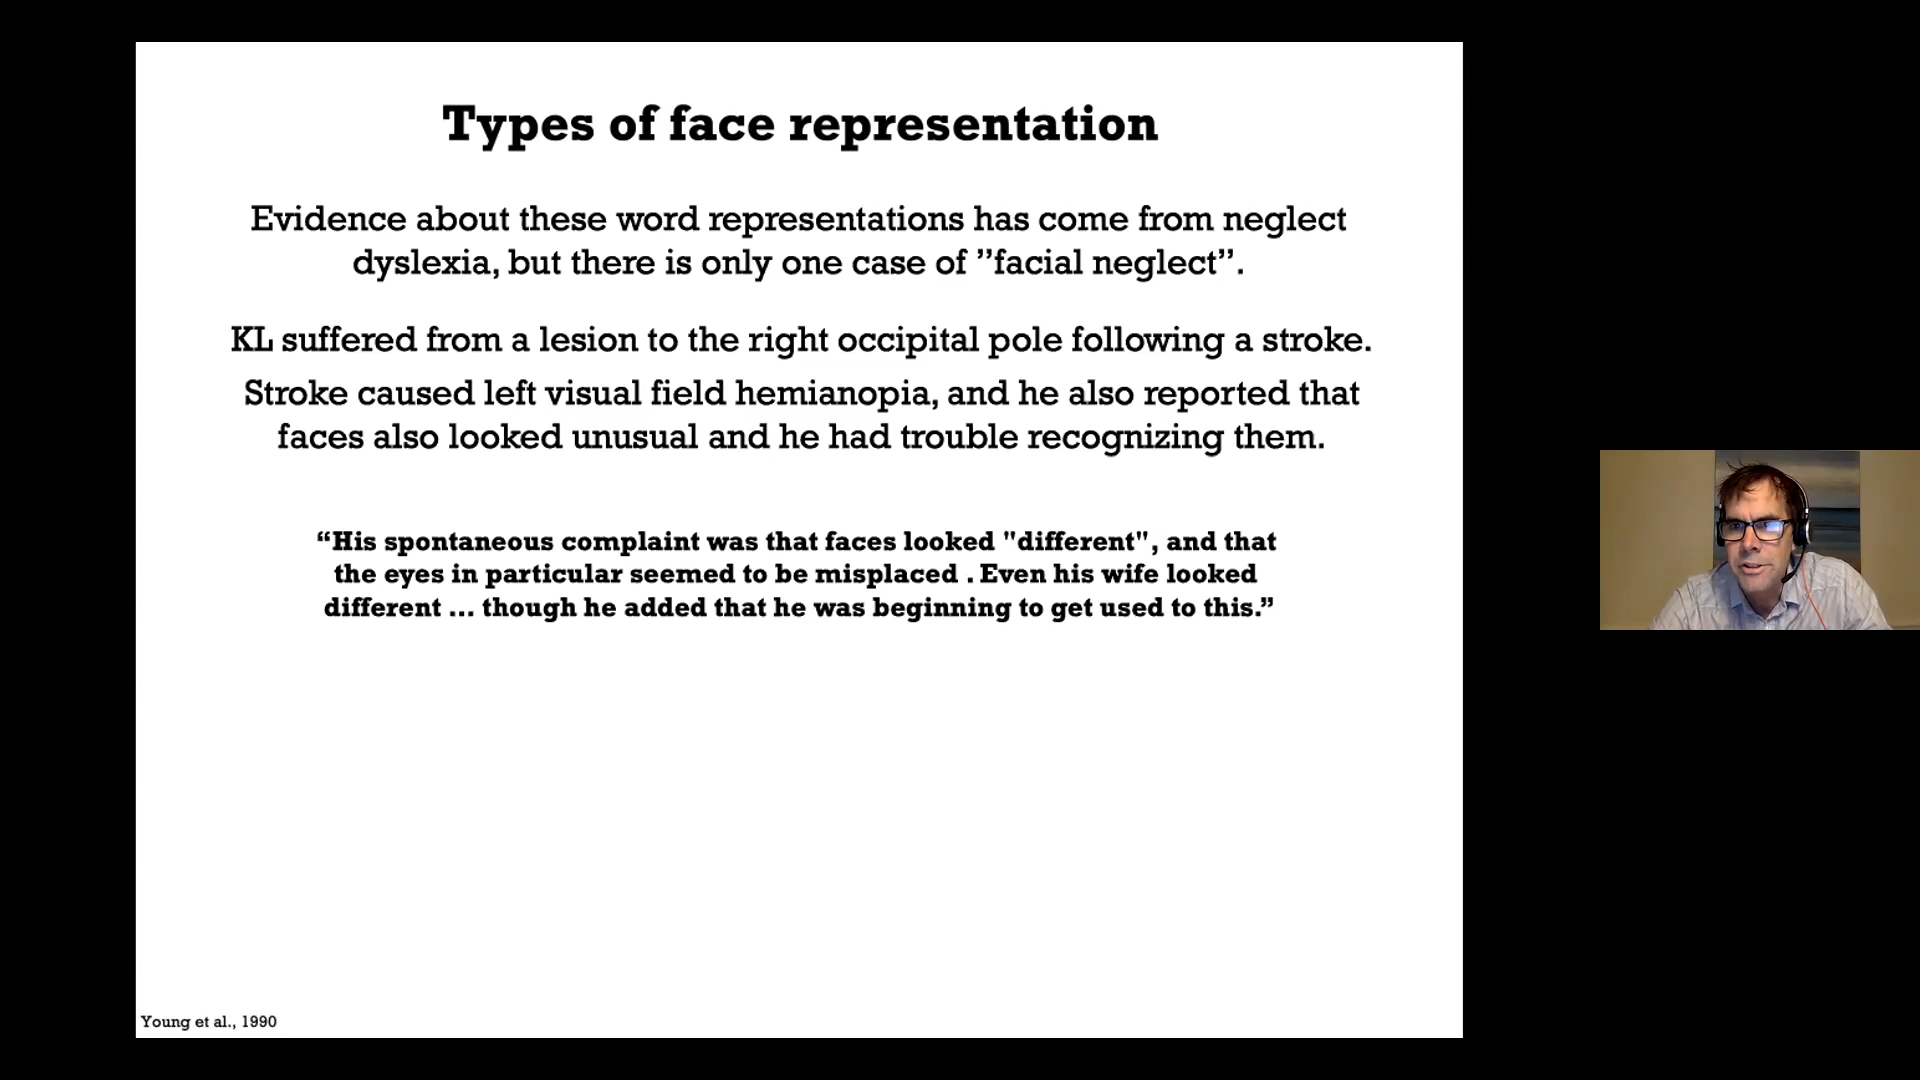 Types of face representation
Evidence about these word representations has come from neglect
dyslexia, but there is only one case of ”facial neglect”.
KL suffered from a lesion to the right occipital pole following a stroke.
Stroke caused left visual field hemianopia, and he also reported that
faces also looked unusual and he had trouble recognizing them.
“His spontaneous complaint was that faces looked "different", and that
the eyes in particular seemed to be misplaced . Even his wife looked
different ... though he added that he was beginning to get used to this.”
Young et al., 1990